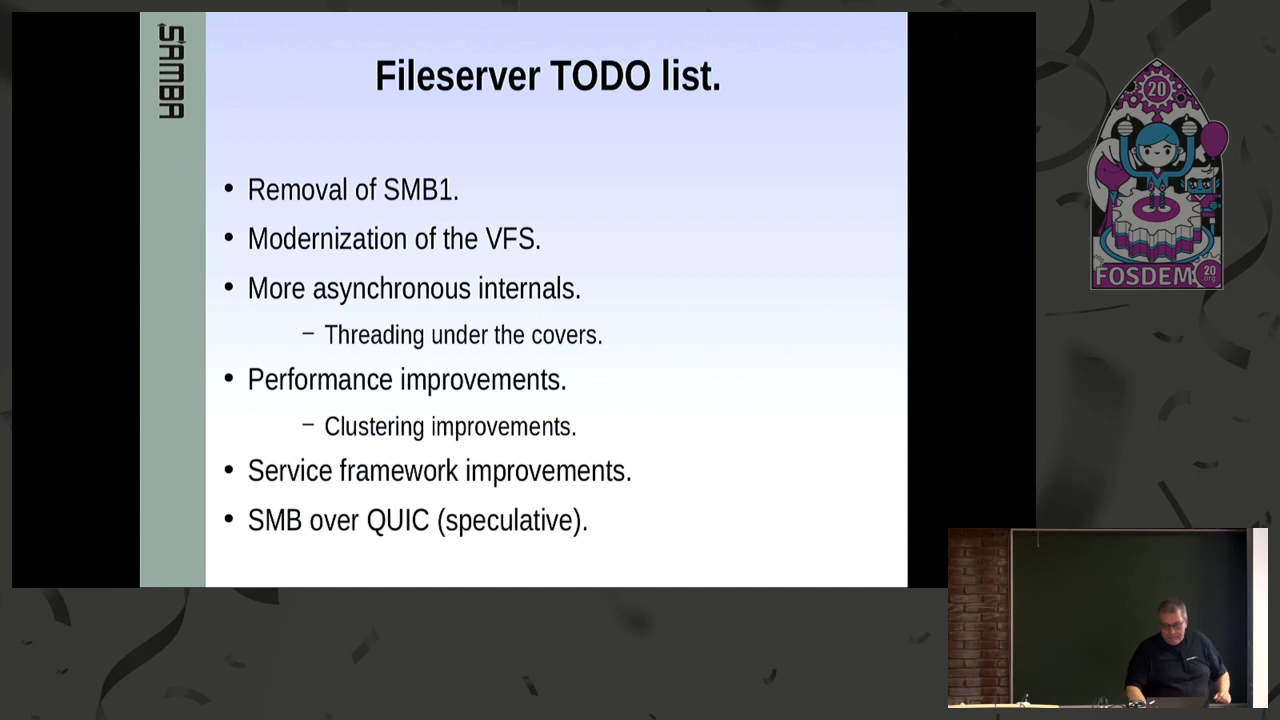 SAMBA
Fileserver TODO list.
• Removal of SMB1.
• Modernization of the VFS.
• More asynchronous internals.
– Threading under the covers.
• Performance improvements.
– Clustering improvements.
• Service framework improvements.
• SMB over QUIC (speculative).
20
FOSDEM
20
org